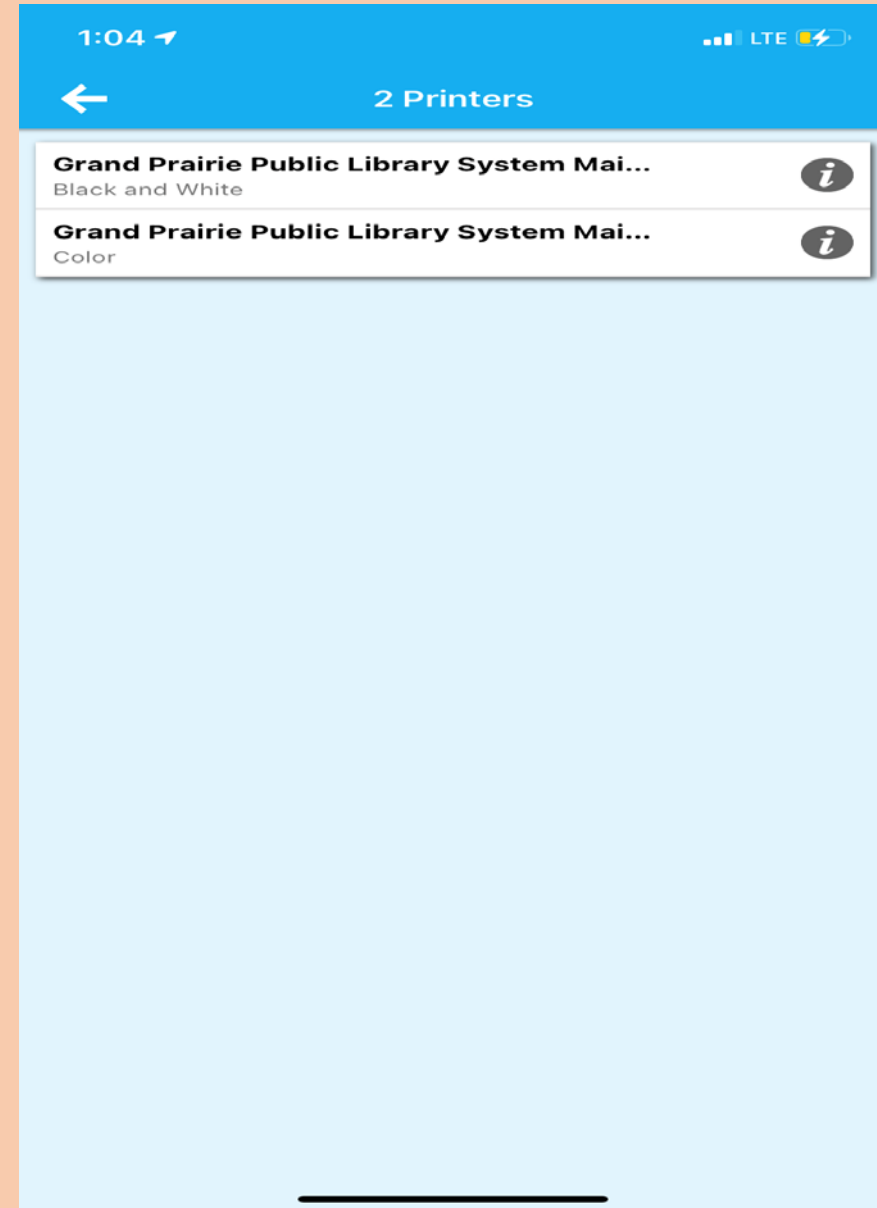 1:04 LTE
2 Printers
Grand Prairie Public Library System Mai...
Black and White
Grand Prairie Public Library System Mai...
Color